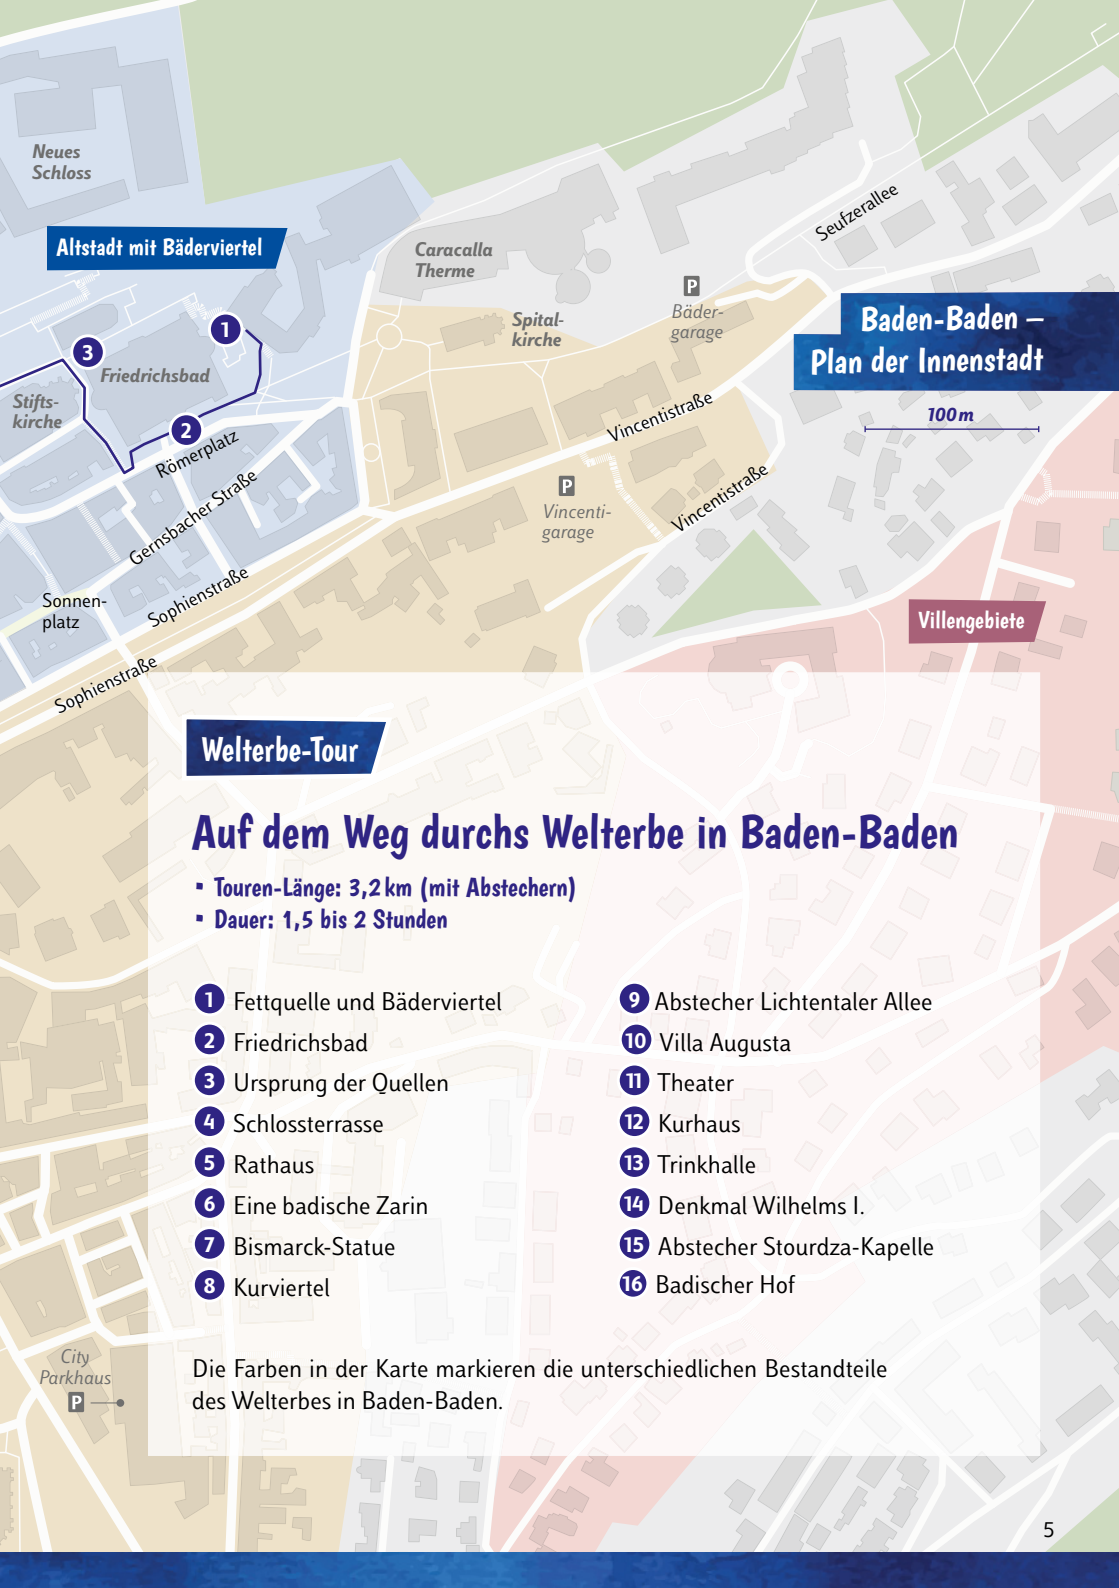 Neues
Schloss
Altstadt mit Bäderviertel
Caracalla
Therme
Seufzerallee
P
Bäder-
garage
Spital-
kirche
Baden-Baden –
Plan der Innenstadt
100 m
1
3
Friedrichsbad
Stifts-
kirche
2
Römerplatz
Vincentistraße
Gernsbacher Straße
P
Vincenti-
garage
Vincentistraße
Sophienstraße
Sonnen-
platz
Villengebiete
Sophienstraße
Welterbe-Tour
Auf dem Weg durchs Welterbe in Baden-Baden
▪ Touren-Länge: 3,2 km (mit Abstechern)
▪ Dauer: 1,5 bis 2 Stunden
1 Fettquelle und Bäderviertel
2 Friedrichsbad
3 Ursprung der Quellen
4 Schlossterrasse
5 Rathaus
6 Eine badische Zarin
7 Bismarck-Statue
8 Kurviertel
9 Abstecher Lichtentaler Allee
10 Villa Augusta
11 Theater
12 Kurhaus
13 Trinkhalle
14 Denkmal Wilhelms I.
15 Abstecher Stourdza-Kapelle
16 Badischer Hof
City
Parkhaus
P
Die Farben in der Karte markieren die unterschiedlichen Bestandteile
des Welterbes in Baden-Baden.
5